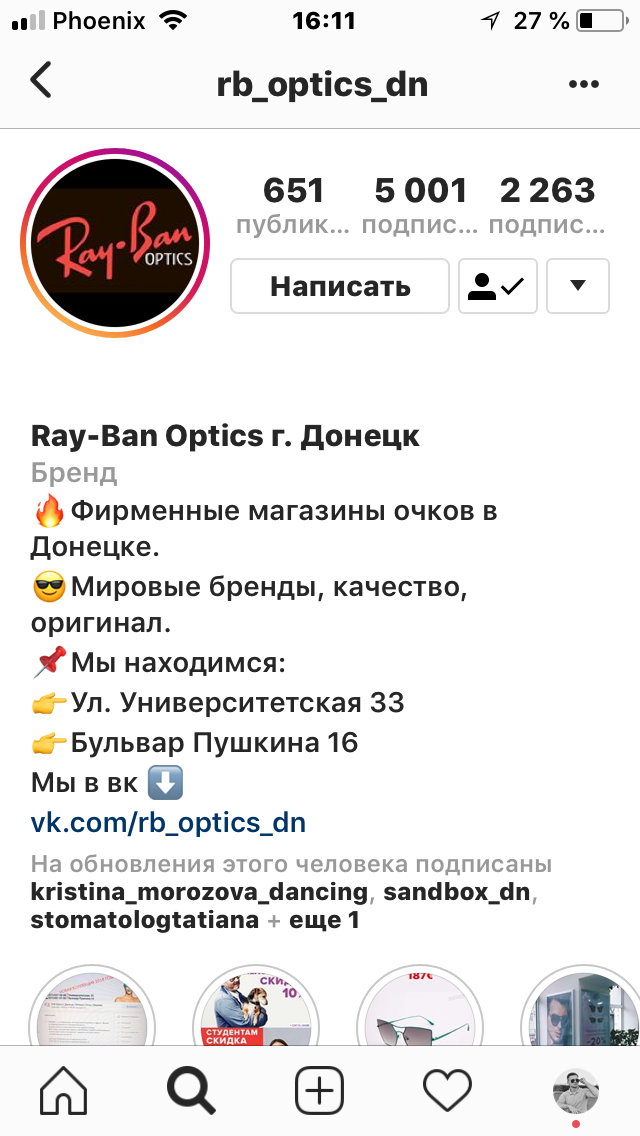 Phoenix 16:11 27 %
rb_optics_dn
Ray-Ban
OPTICS
651 5 001 2 263
публик... подпис... подпис...
Написать
Ray-Ban Optics г. Донецк
Бренд
🔥Фирменные магазины очков в
Донецке.
😎Мировые бренды, качество,
оригинал.
📌Мы находимся:
👉Ул. Университетская 33
👉Бульвар Пушкина 16
Мы в вк ⬇️
vk.com/rb_optics_dn
На обновления этого человека подписаны
kristina_morozova_dancing, sandbox_dn,
stomatologtatiana + еще 1
СКИ
10
СТУДЕНТАМ
СКИДКА
187€
-20%